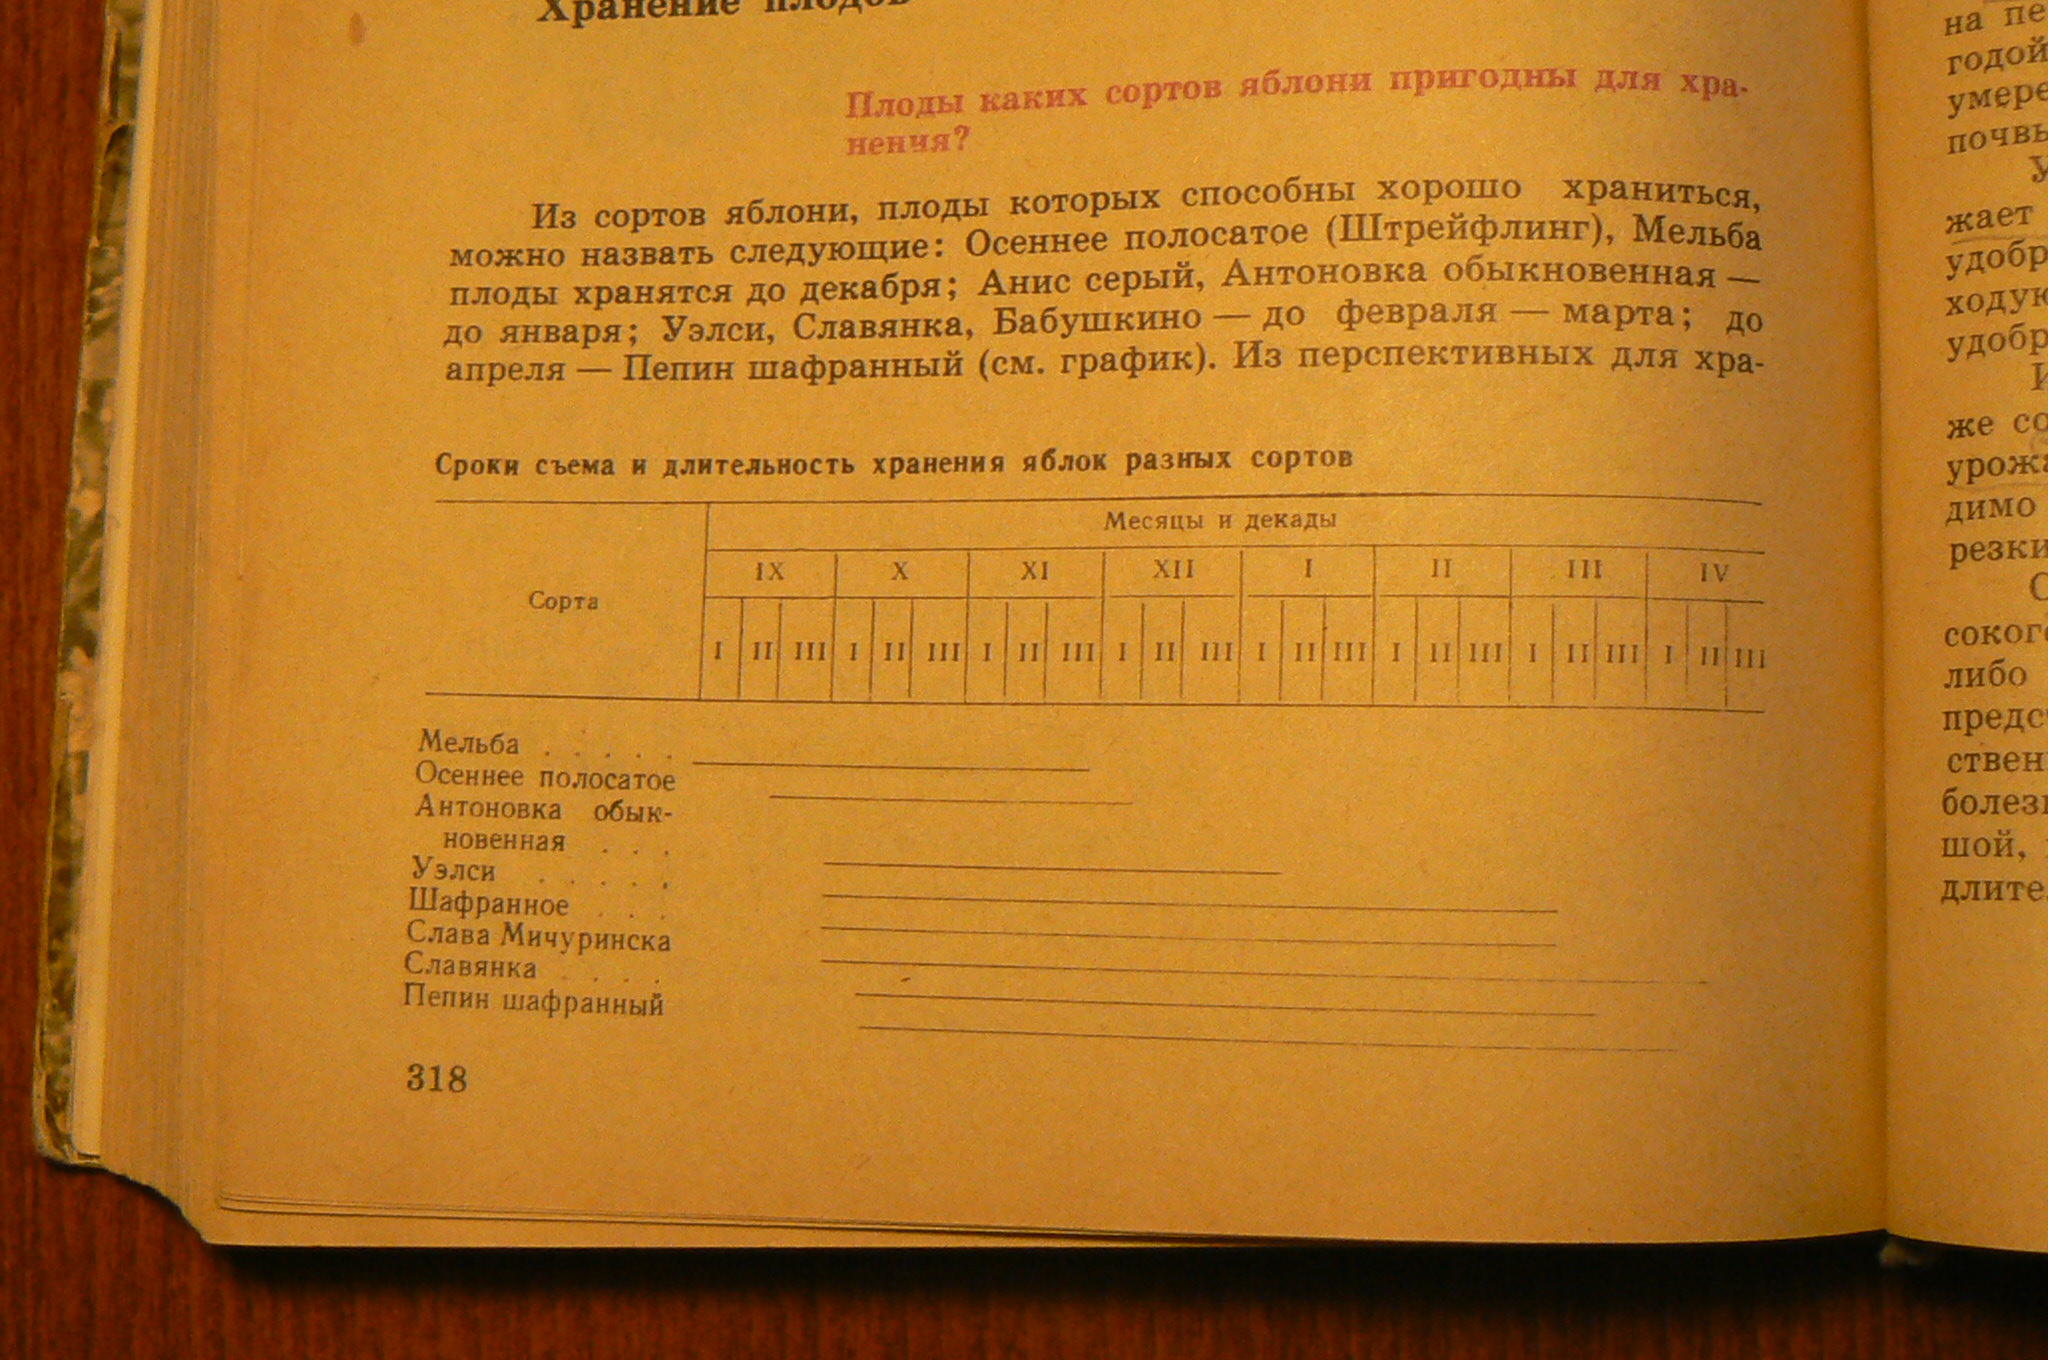 Хранение плодов
Плоды каких сортов яблони пригодны для хра-
нения?
Из сортов яблони, плоды которых способны хорошо храниться,
можно назвать следующие: Осеннее полосатое (Штрейфлинг), Мельба
плоды хранятся до декабря; Анис серый, Антоновка обыкновенная —
до января; Уэлси, Славянка, Бабушкино — до февраля — марта; до
апреля — Пепин шафранный (см. график). Из перспективных для хра-
Сроки съема и длительность хранения яблок разных сортов
Месяцы и декады
Сорта
IX X XI XII I II III IV
I II III I II III I II III I II III I II III I II III I II III I II III
Мельба . . . . .
Осеннее полосатое
Антоновка обык-
новенная . . .
Уэлси . . . . .
Шафранное . . .
Слава Мичуринска
Славянка . . . .
Пепин шафранный
318
на пе
годой
умере
почвы
У
жает
удобр
ходую
удобр
И
же со
урожа
димо
резки
С
сокого
либо
предст
ствен
болез
шой,
длите